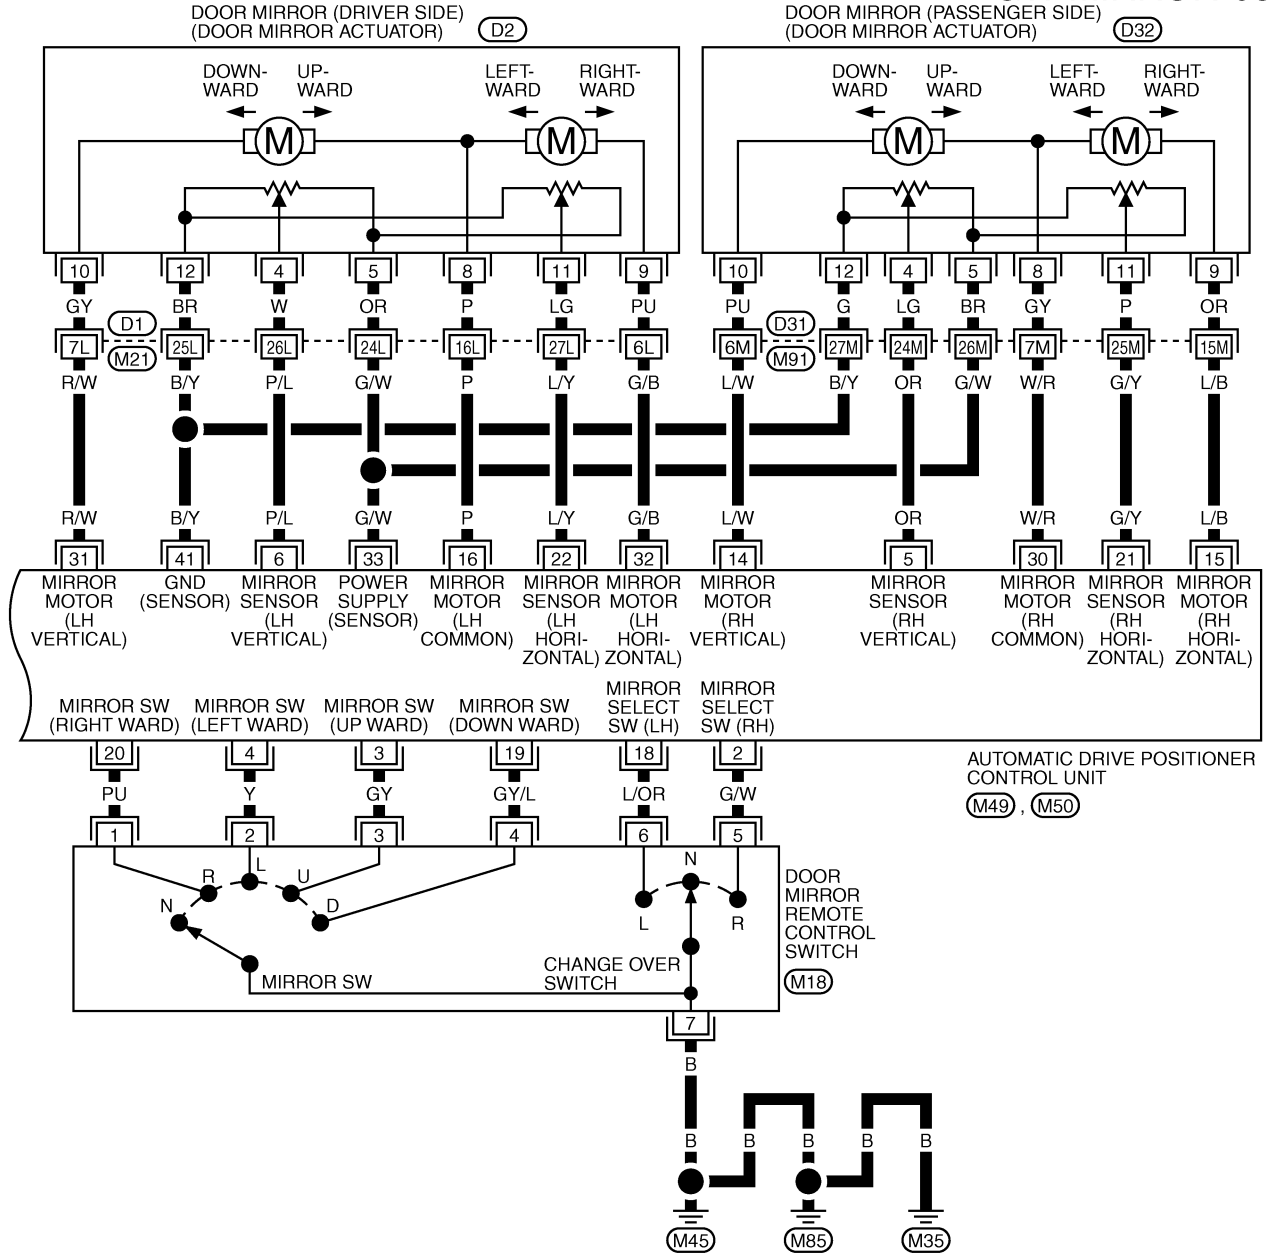 DOOR MIRROR (DRIVER SIDE)
(DOOR MIRROR ACTUATOR) D2
DOOR MIRROR (PASSENGER SIDE)
(DOOR MIRROR ACTUATOR) D32
DOWN- UP- LEFT- RIGHT- DOWN- UP- LEFT- RIGHT-
WARD WARD WARD WARD WARD WARD WARD WARD
M M M M
10 12 4 5 8 11 9 10 12 4 5 8 11 9
GY BR W OR P LG PU PU G LG BR GY P OR
D1 D31
7L 25L 26L 24L 16L 27L 6L 6M 27M 24M 26M 7M 25M 15M
M21 M91
R/W B/Y P/L G/W P L/Y G/B L/W B/Y OR G/W W/R G/Y L/B
R/W B/Y P/L G/W P L/Y G/B L/W OR W/R G/Y L/B
31 41 6 33 16 22 32 14 5 30 21 15
MIRROR
MOTOR
(LH
VERTICAL)
GND
(SENSOR)
MIRROR
SENSOR
(LH
VERTICAL)
POWER
SUPPLY
(SENSOR)
MIRROR
MOTOR
(LH
COMMON)
MIRROR
SENSOR
(LH
HORI-
ZONTAL)
MIRROR
MOTOR
(LH
HORI-
ZONTAL)
MIRROR
MOTOR
(RH
VERTICAL)
MIRROR
SENSOR
(RH
VERTICAL)
MIRROR
MOTOR
(RH
COMMON)
MIRROR
SENSOR
(RH
HORI-
ZONTAL)
MIRROR
MOTOR
(RH
HORI-
ZONTAL)
MIRROR SW
(RIGHT WARD)
MIRROR SW
(LEFT WARD)
MIRROR SW
(UP WARD)
MIRROR SW
(DOWN WARD)
MIRROR
SELECT
SW (LH)
MIRROR
SELECT
SW (RH)
20 4 3 19 18 2
AUTOMATIC DRIVE POSITIONER
CONTROL UNIT
M49 , M50
PU Y GY GY/L L/OR G/W
1 2 3 4 6 5
N R L U D
L N R
MIRROR SW
CHANGE OVER
SWITCH
DOOR
MIRROR
REMOTE
CONTROL
SWITCH
M18
7
B
B B B B B
M45 M85 M35